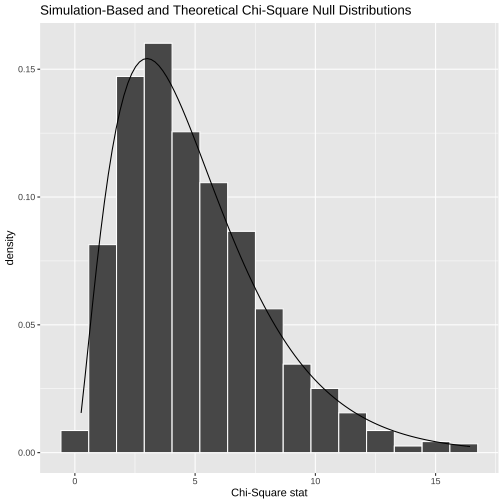 Simulation-Based and Theoretical Chi-Square Null Distributions
density
0.15
0.10
0.05
0.00
0 5 10 15
Chi-Square stat